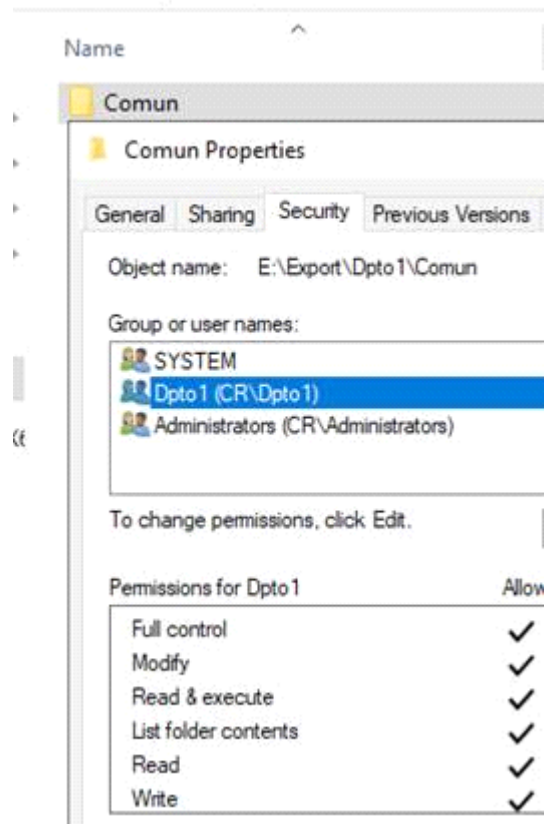 Name
Comun
Comun Properties
General Sharing Security Previous Versions
Object name: E:\Export\Dpto1\Comun
Group or user names:
SYSTEM
Dpto1 (CR\Dpto1)
Administrators (CR\Administrators)
To change permissions, click Edit.
Permissions for Dpto1 Allow
Full control
Modify
Read & execute
List folder contents
Read
Write